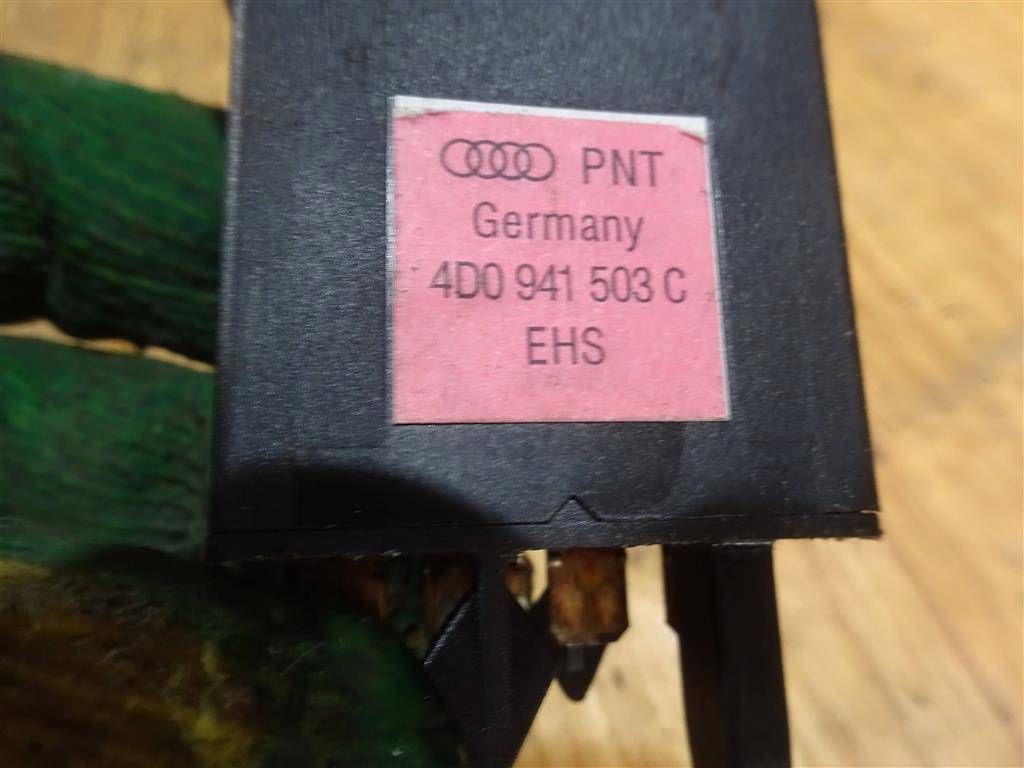 PNT
Germany
4D0 941 503 C
EHS